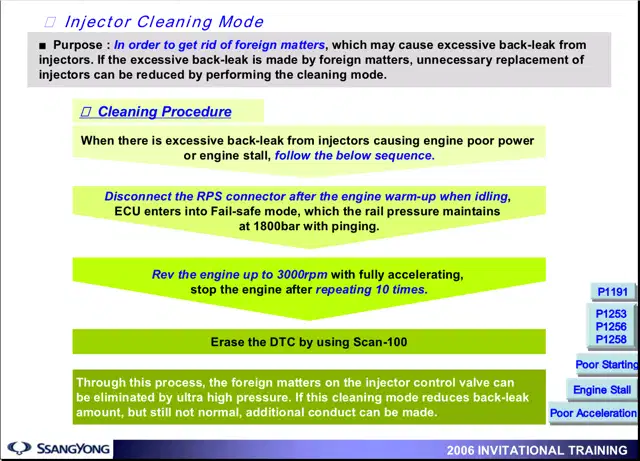 Injector Cleaning Mode
■ Purpose : In order to get rid of foreign matters, which may cause excessive back-leak from
injectors. If the excessive back-leak is made by foreign matters, unnecessary replacement of
injectors can be reduced by performing the cleaning mode.
Cleaning Procedure
When there is excessive back-leak from injectors causing engine poor power
or engine stall, follow the below sequence.
Disconnect the RPS connector after the engine warm-up when idling,
ECU enters into Fail-safe mode, which the rail pressure maintains
at 1800bar with pinging.
Rev the engine up to 3000rpm with fully accelerating,
stop the engine after repeating 10 times.
Erase the DTC by using Scan-100
Through this process, the foreign matters on the injector control valve can
be eliminated by ultra high pressure. If this cleaning mode reduces back-leak
amount, but still not normal, additional conduct can be made.
P1191
P1253
P1256
P1258
Poor Starting
Engine Stall
Poor Acceleration
SSANGYONG
2006 INVITATIONAL TRAINING